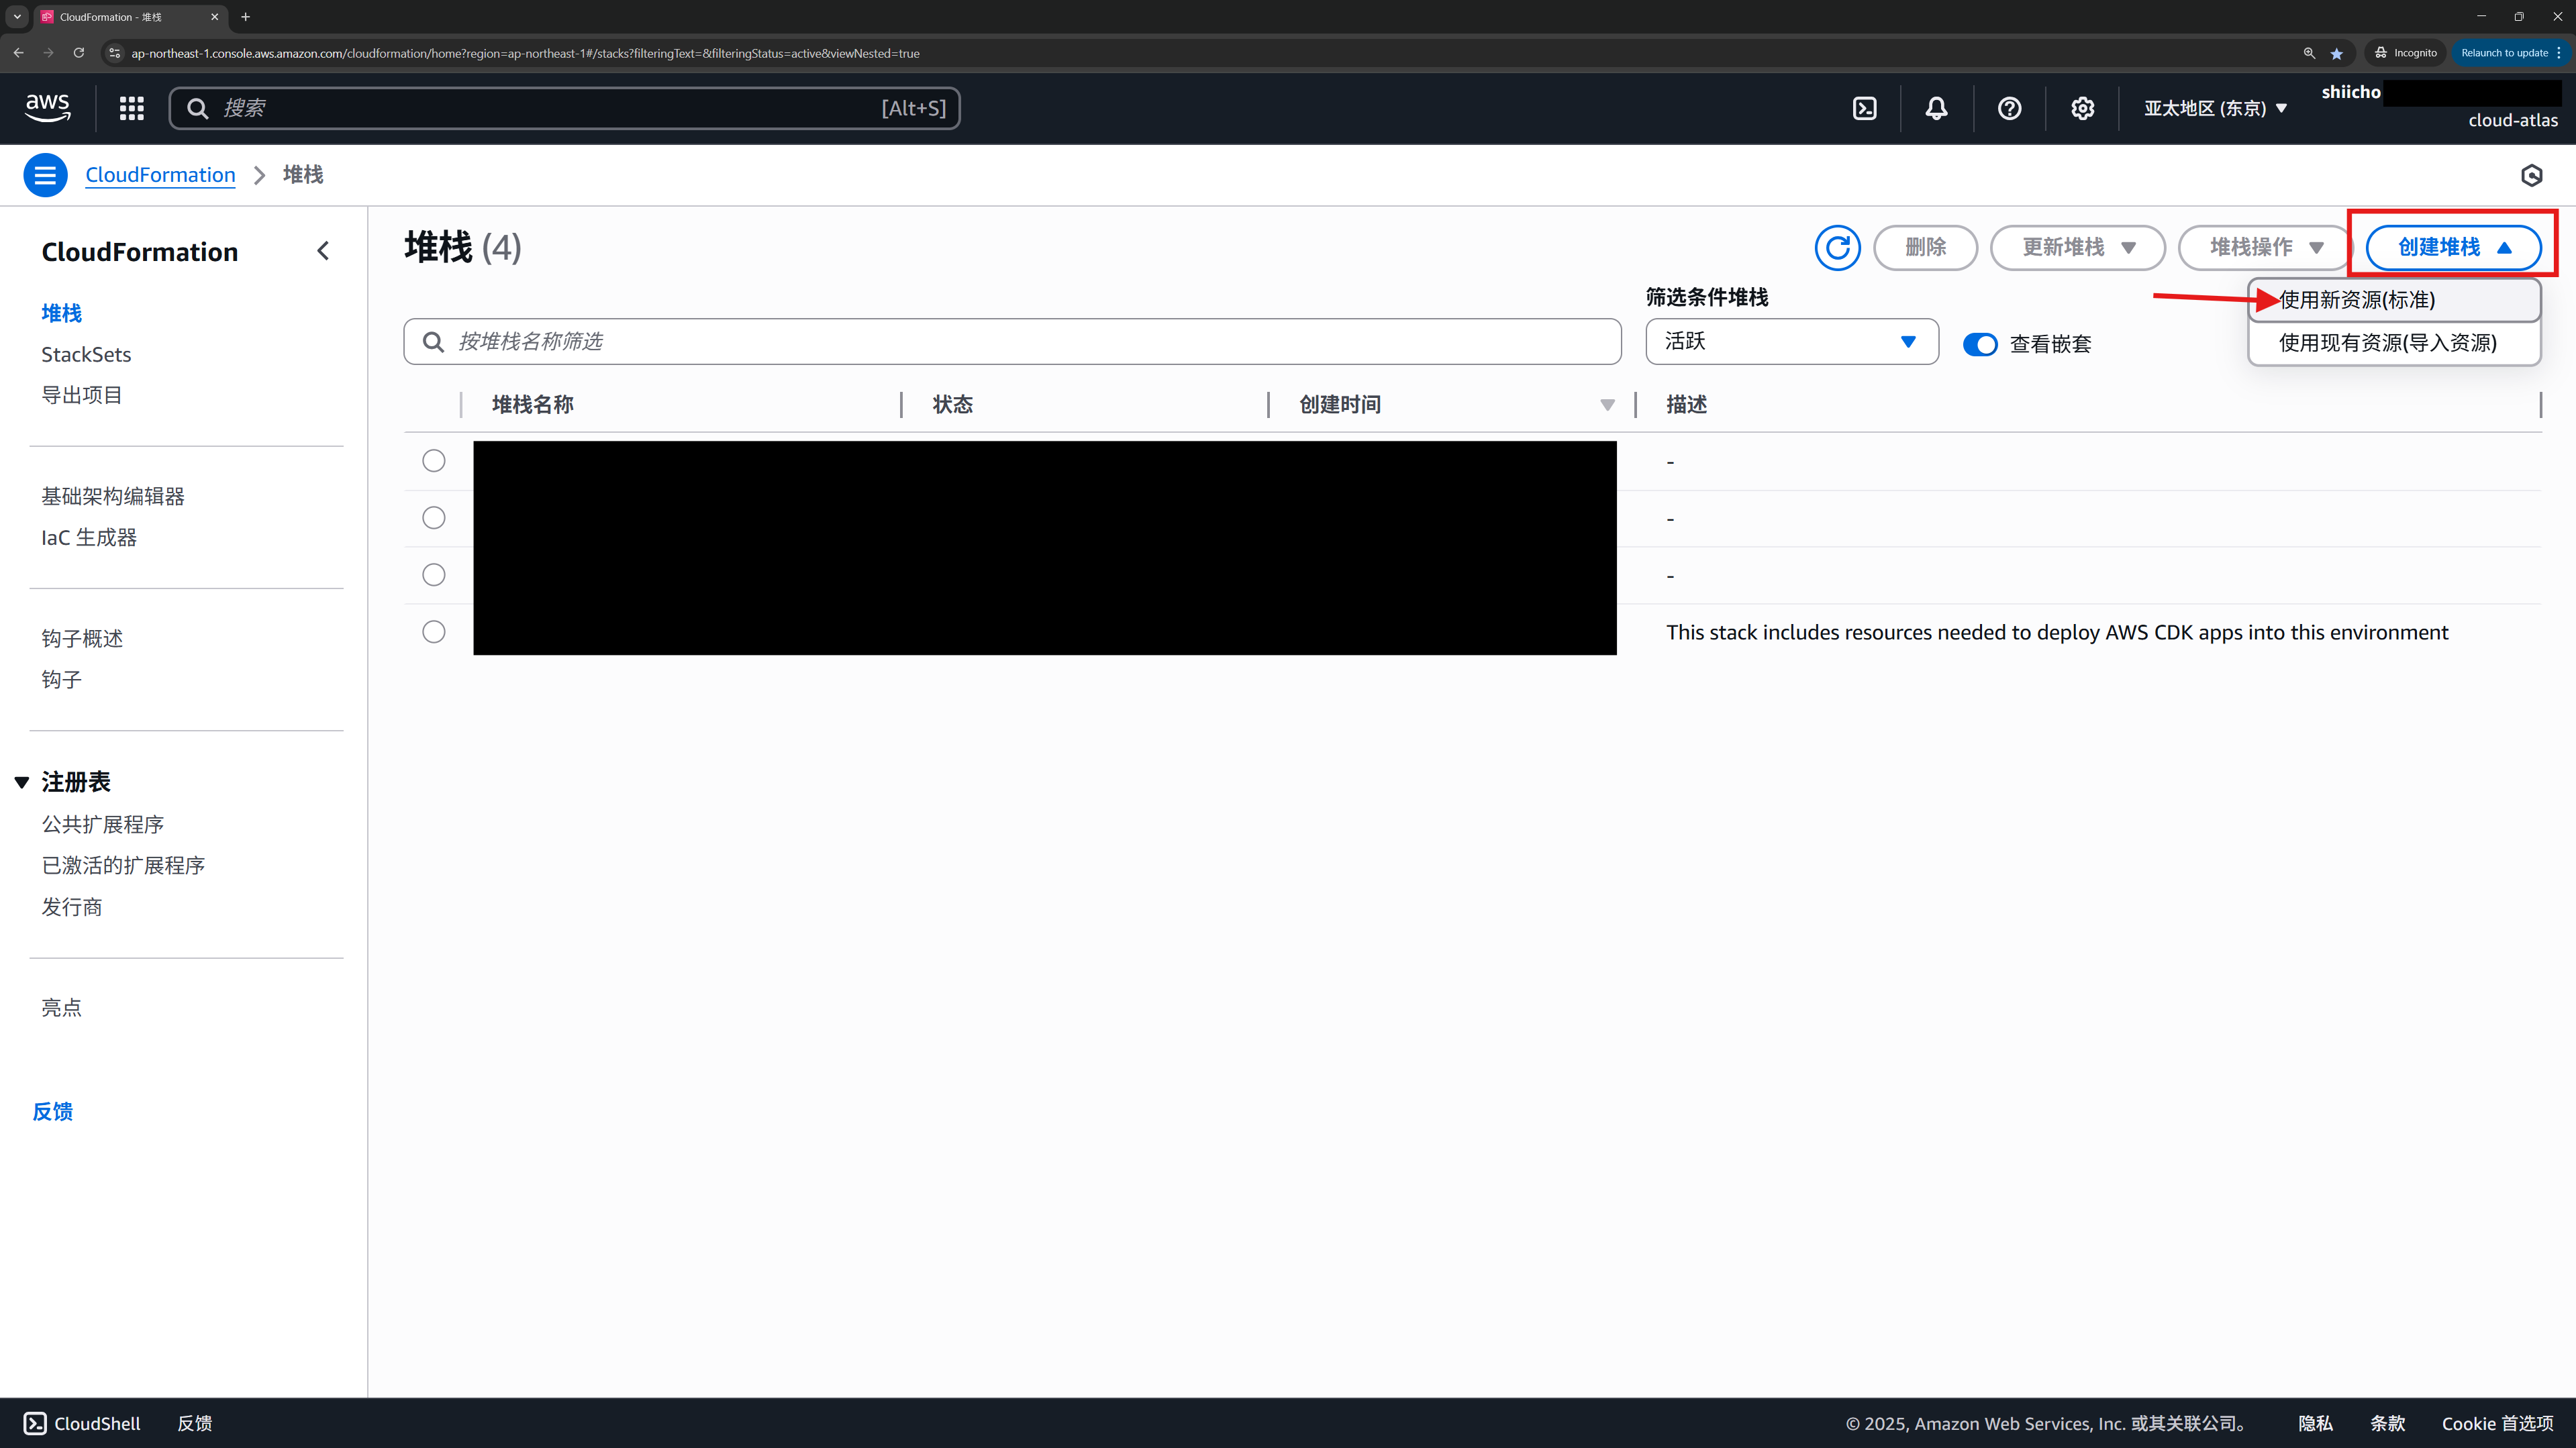 CloudFormation - 堆栈
ap-northeast-1.console.aws.amazon.com/cloudformation/home?region=ap-northeast-1#/stacks?filteringText=&filteringStatus=active&viewNested=true
Incognito
Relaunch to update
aws
搜索
[Alt+S]
亚太地区 (东京)
shiicho
cloud-atlas
CloudFormation
堆栈
CloudFormation
堆栈
StackSets
导出项目
基础架构编辑器
IaC 生成器
钩子概述
钩子
注册表
公共扩展程序
已激活的扩展程序
发行商
亮点
反馈
堆栈 (4)
删除
更新堆栈
堆栈操作
创建堆栈
使用新资源(标准)
使用现有资源(导入资源)
筛选条件堆栈
按堆栈名称筛选
活跃
查看嵌套
堆栈名称
状态
创建时间
描述
-
-
-
This stack includes resources needed to deploy AWS CDK apps into this environment
CloudShell
反馈
© 2025, Amazon Web Services, Inc. 或其关联公司。
隐私
条款
Cookie 首选项